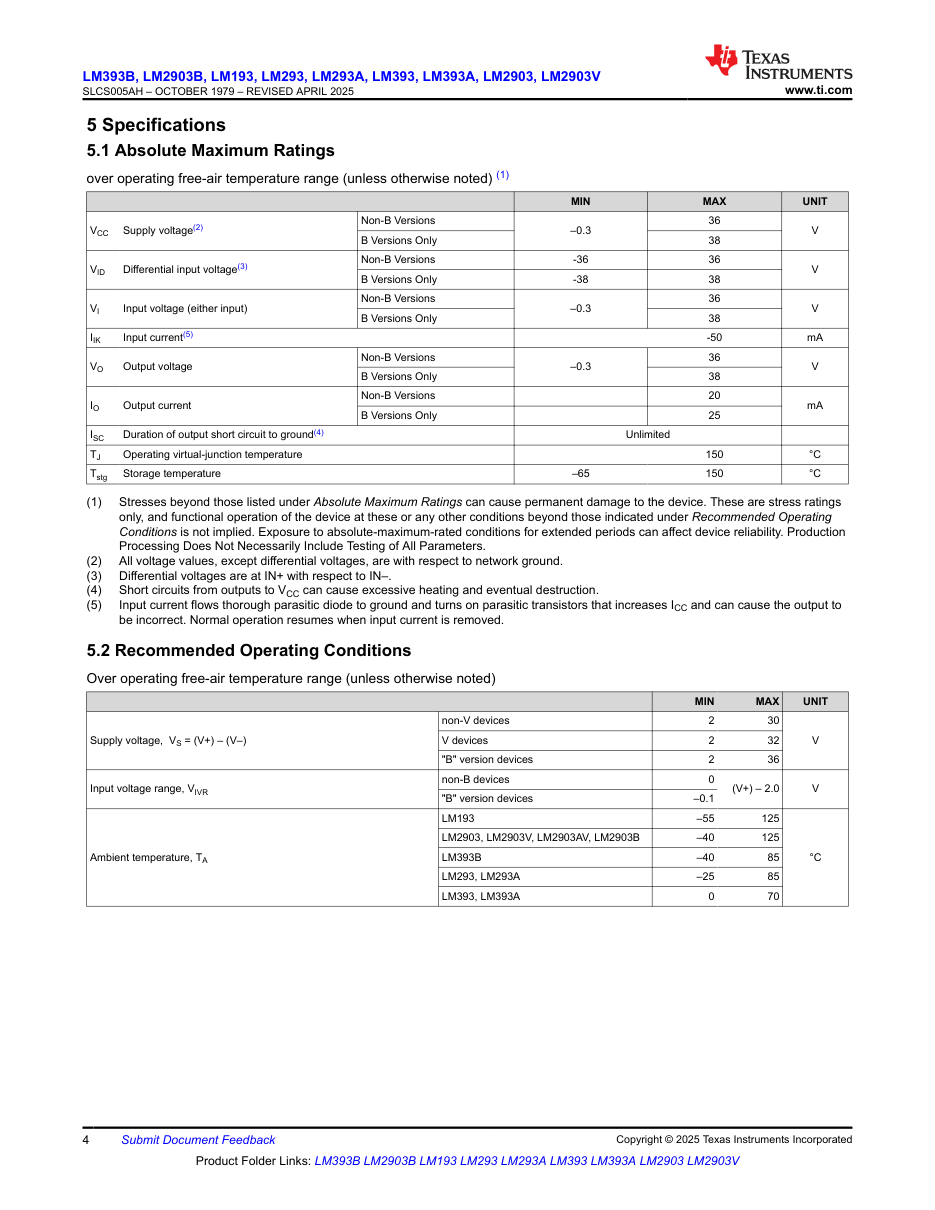 LM393B, LM2903B, LM193, LM293, LM293A, LM393, LM393A, LM2903, LM2903V
SLCS005AH – OCTOBER 1979 – REVISED APRIL 2025
TEXAS
INSTRUMENTS
www.ti.com
5 Specifications
5.1 Absolute Maximum Ratings
over operating free-air temperature range (unless otherwise noted) (1)
MIN MAX UNIT
VCC Supply voltage(2) Non-B Versions –0.3 36 V
B Versions Only 38
VID Differential input voltage(3) Non-B Versions -36 36 V
B Versions Only -38 38
VI Input voltage (either input) Non-B Versions –0.3 36 V
B Versions Only 38
IIK Input current(5) -50 mA
VO Output voltage Non-B Versions –0.3 36 V
B Versions Only 38
IO Output current Non-B Versions 20 mA
B Versions Only 25
ISC Duration of output short circuit to ground(4) Unlimited
TJ Operating virtual-junction temperature 150 °C
Tstg Storage temperature –65 150 °C
(1) Stresses beyond those listed under Absolute Maximum Ratings can cause permanent damage to the device. These are stress ratings
only, and functional operation of the device at these or any other conditions beyond those indicated under Recommended Operating
Conditions is not implied. Exposure to absolute-maximum-rated conditions for extended periods can affect device reliability. Production
Processing Does Not Necessarily Include Testing of All Parameters.
(2) All voltage values, except differential voltages, are with respect to network ground.
(3) Differential voltages are at IN+ with respect to IN–.
(4) Short circuits from outputs to VCC can cause excessive heating and eventual destruction.
(5) Input current flows thorough parasitic diode to ground and turns on parasitic transistors that increases ICC and can cause the output to
be incorrect. Normal operation resumes when input current is removed.
5.2 Recommended Operating Conditions
Over operating free-air temperature range (unless otherwise noted)
MIN MAX UNIT
Supply voltage, VS = (V+) – (V–) non-V devices 2 30 V
V devices 2 32
"B" version devices 2 36
Input voltage range, VIVR non-B devices 0 (V+) – 2.0 V
"B" version devices –0.1
Ambient temperature, TA LM193 –55 125 °C
LM2903, LM2903V, LM2903AV, LM2903B –40 125
LM393B –40 85
LM293, LM293A –25 85
LM393, LM393A 0 70
4 Submit Document Feedback Copyright © 2025 Texas Instruments Incorporated
Product Folder Links: LM393B LM2903B LM193 LM293 LM293A LM393 LM393A LM2903 LM2903V